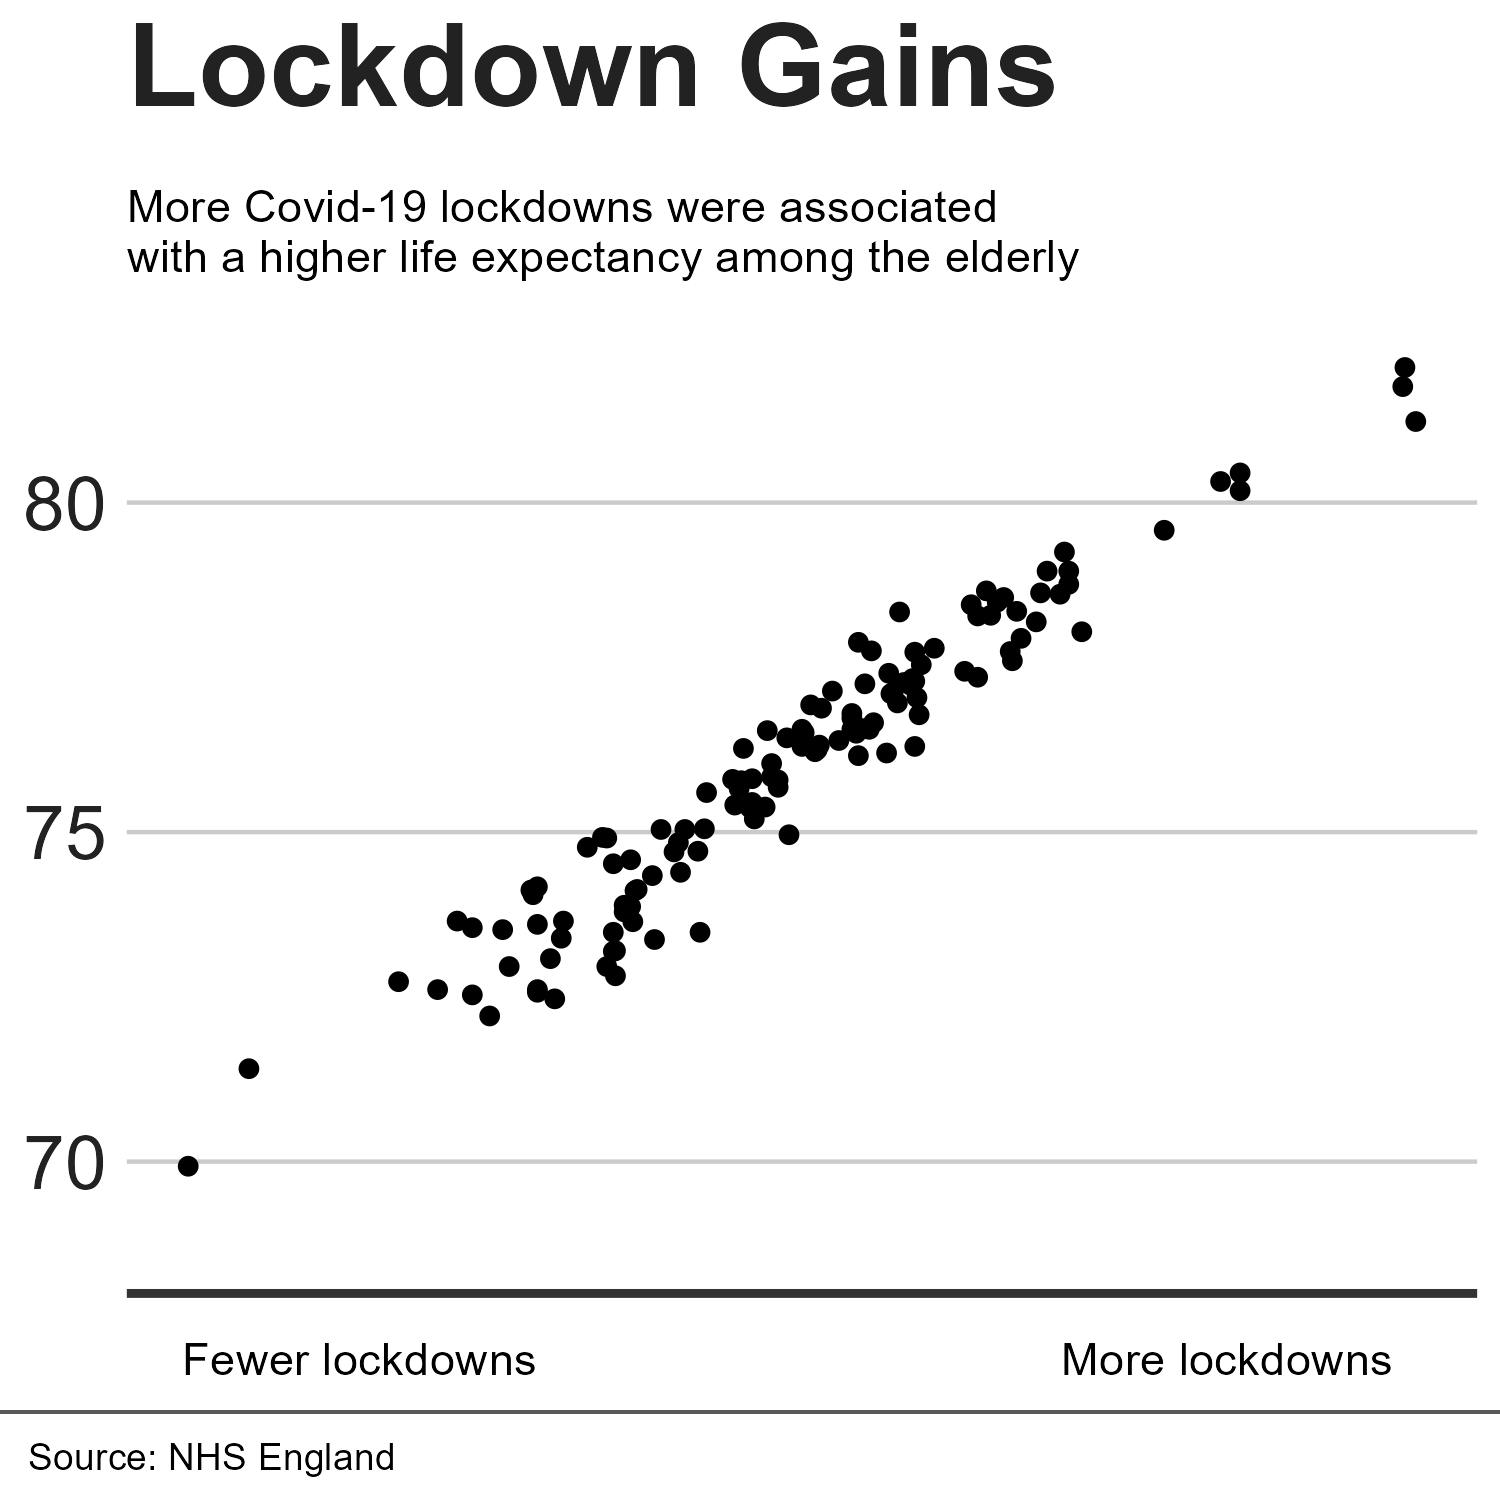 Lockdown Gains
More Covid-19 lockdowns were associated
with a higher life expectancy among the elderly
80
75
70
Fewer lockdowns
More lockdowns
Source: NHS England